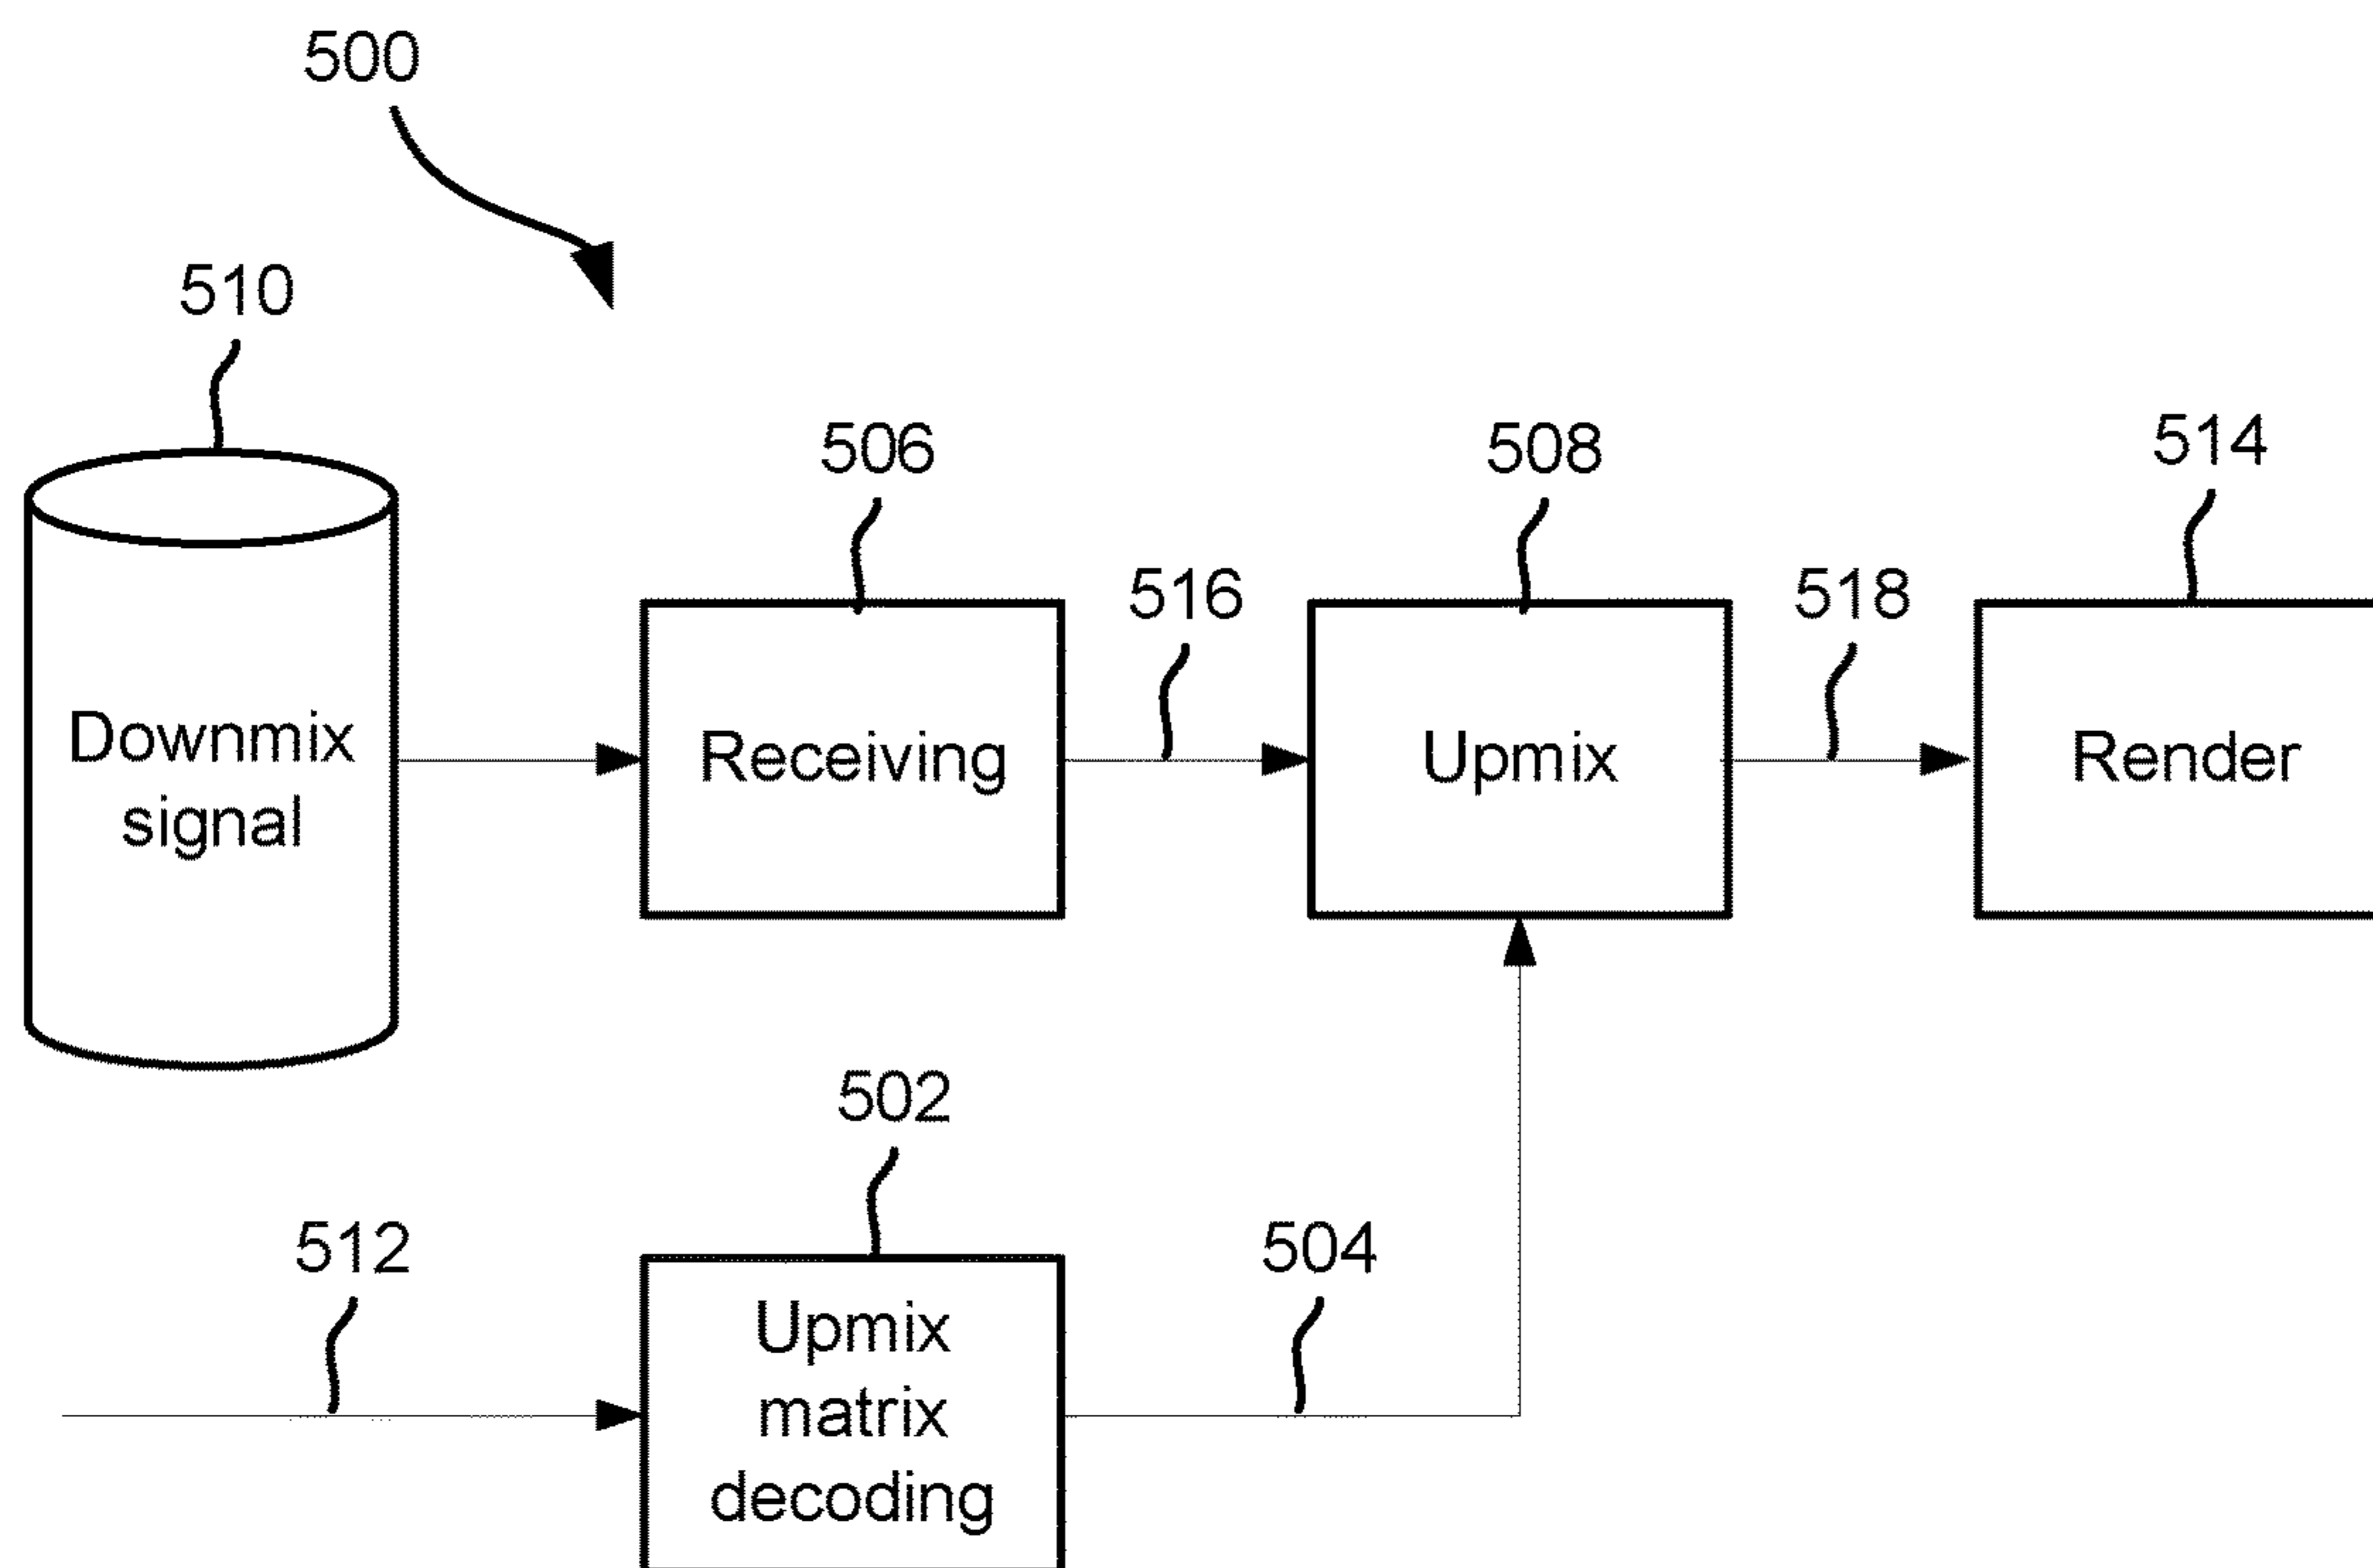 500
510
506
508
514
516
518
Downmix
signal
Receiving
Upmix
Render
502
512
504
Upmix
matrix
decoding